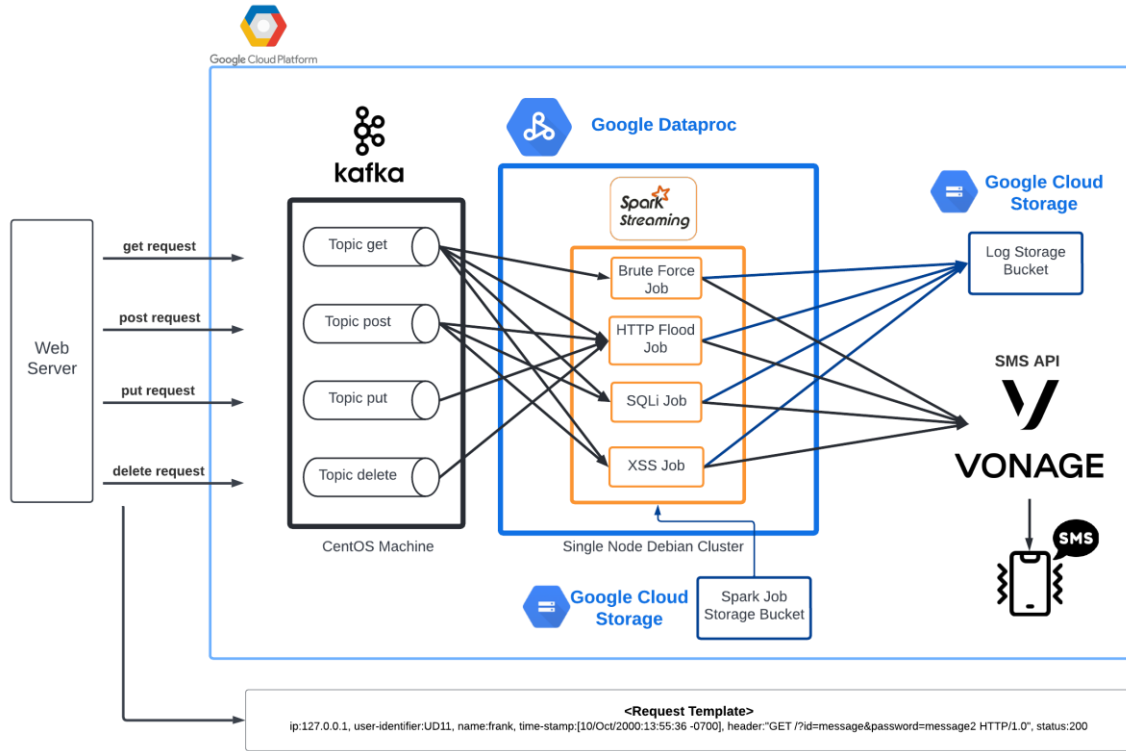 Google Cloud Platform
kafka
Google Dataproc
Spark
Streaming
Google Cloud
Storage
Web
Server
get request
post request
put request
delete request
Topic get
Topic post
Topic put
Topic delete
CentOS Machine
Brute Force
Job
HTTP Flood
Job
SQLi Job
XSS Job
Single Node Debian Cluster
Log Storage
Bucket
SMS API
VONAGE
SMS
Google Cloud
Storage
Spark Job
Storage Bucket
<Request Template>
ip:127.0.0.1, user-identifier:UD11, name:frank, time-stamp:[10/Oct/2000:13:55:36 -0700], header:"GET /?id=message&password=message2 HTTP/1.0", status:200